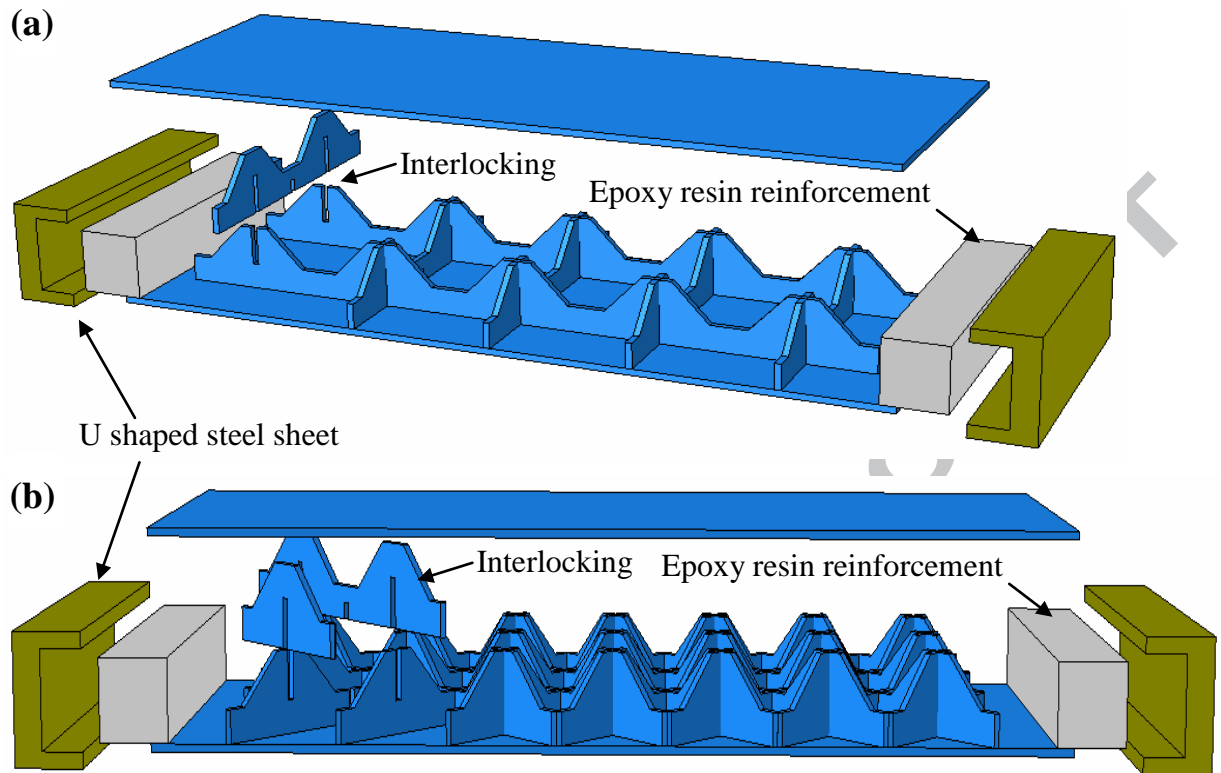 (a)
Interlocking
Epoxy resin reinforcement
U shaped steel sheet
(b)
Interlocking
Epoxy resin reinforcement